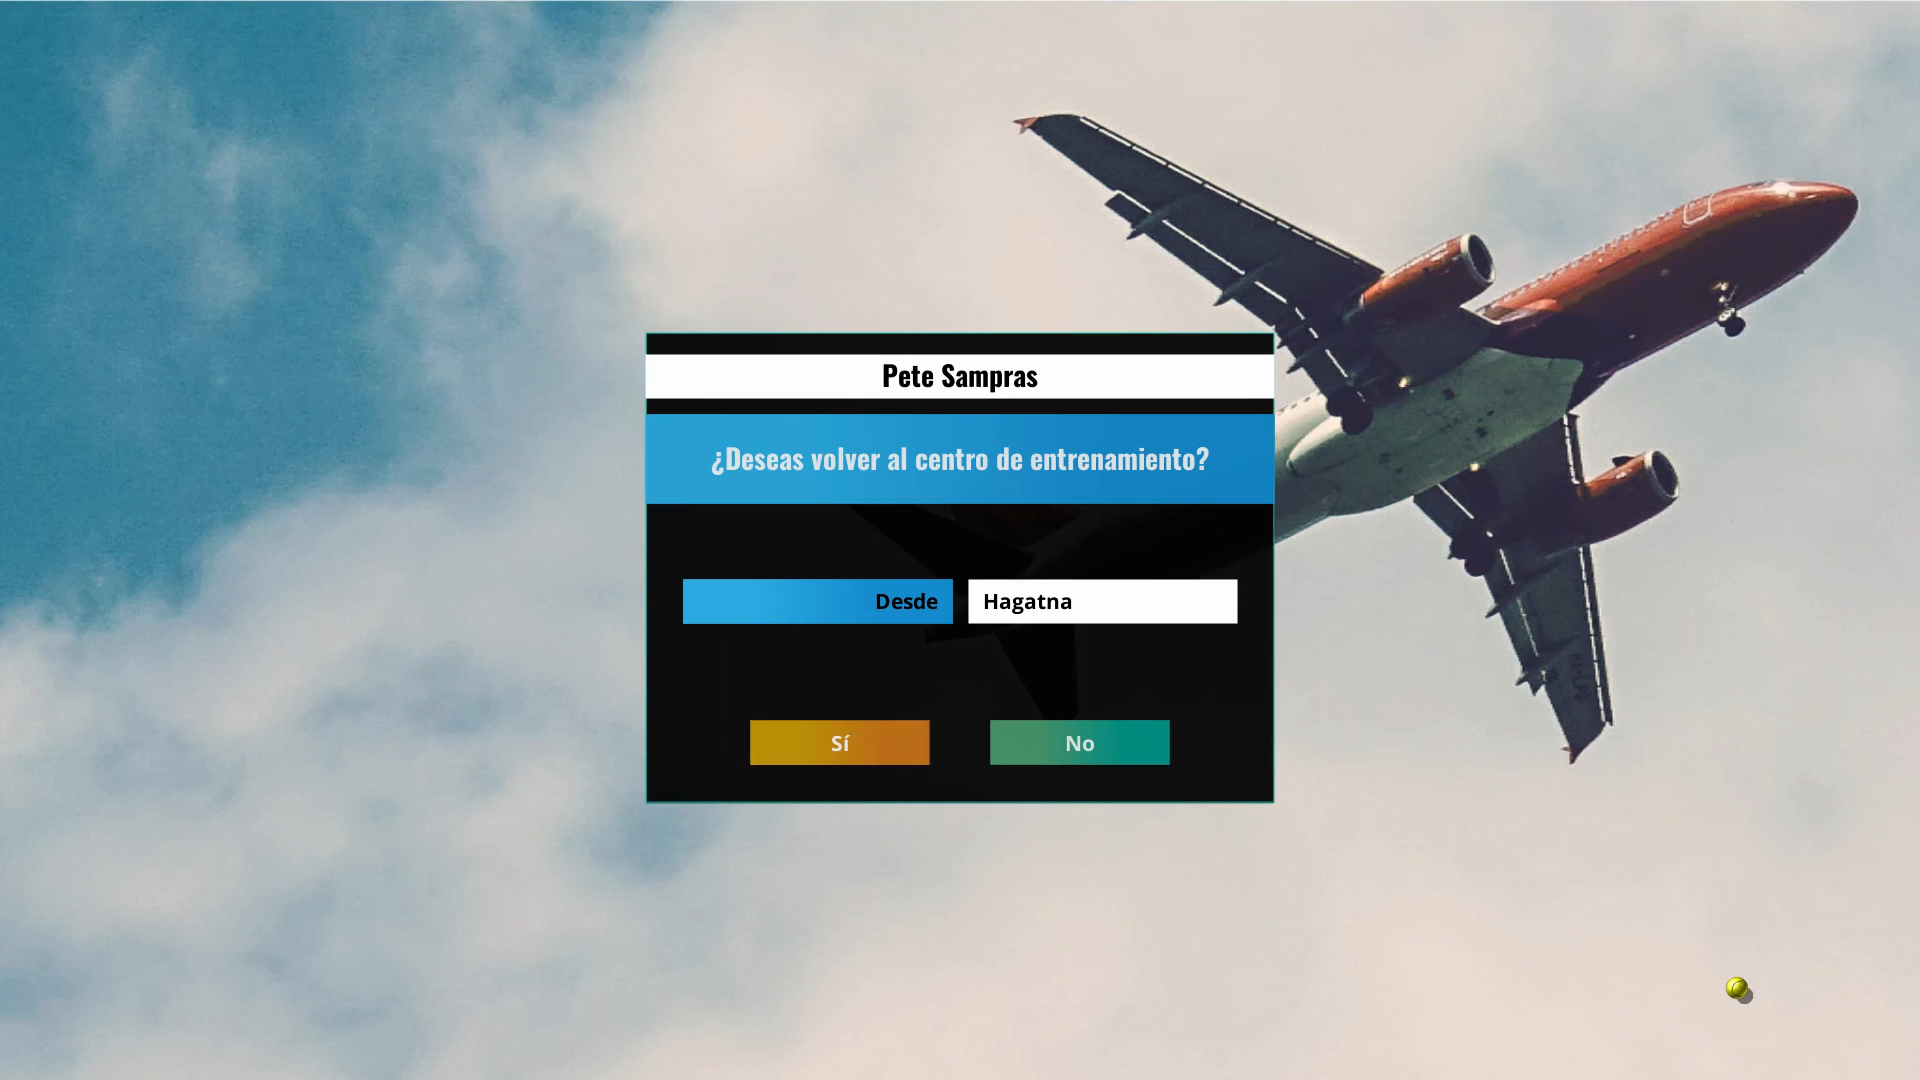 Pete Sampras
¿Deseas volver al centro de entrenamiento?
Desde
Hagatna
Sí
No